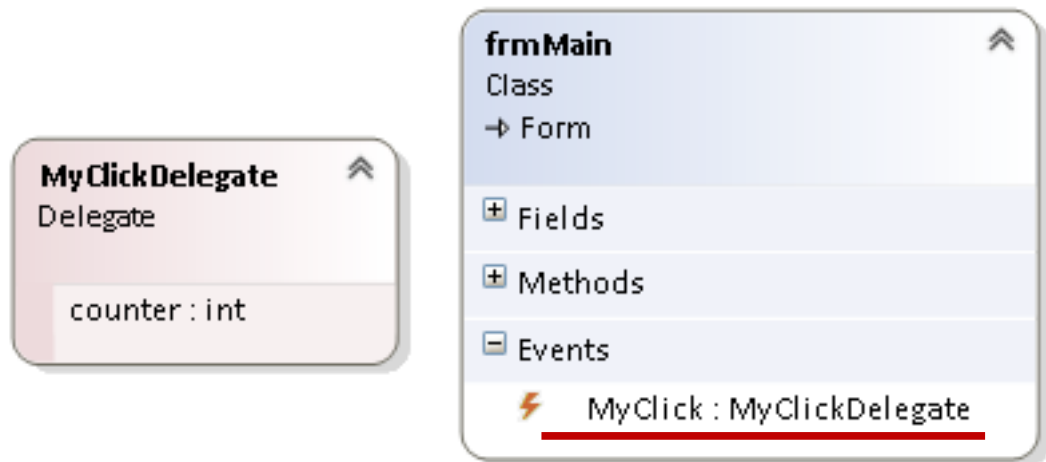 MyClickDelegate
Delegate
counter : int
frmMain
Class
Form
Fields
Methods
Events
MyClick : MyClickDelegate